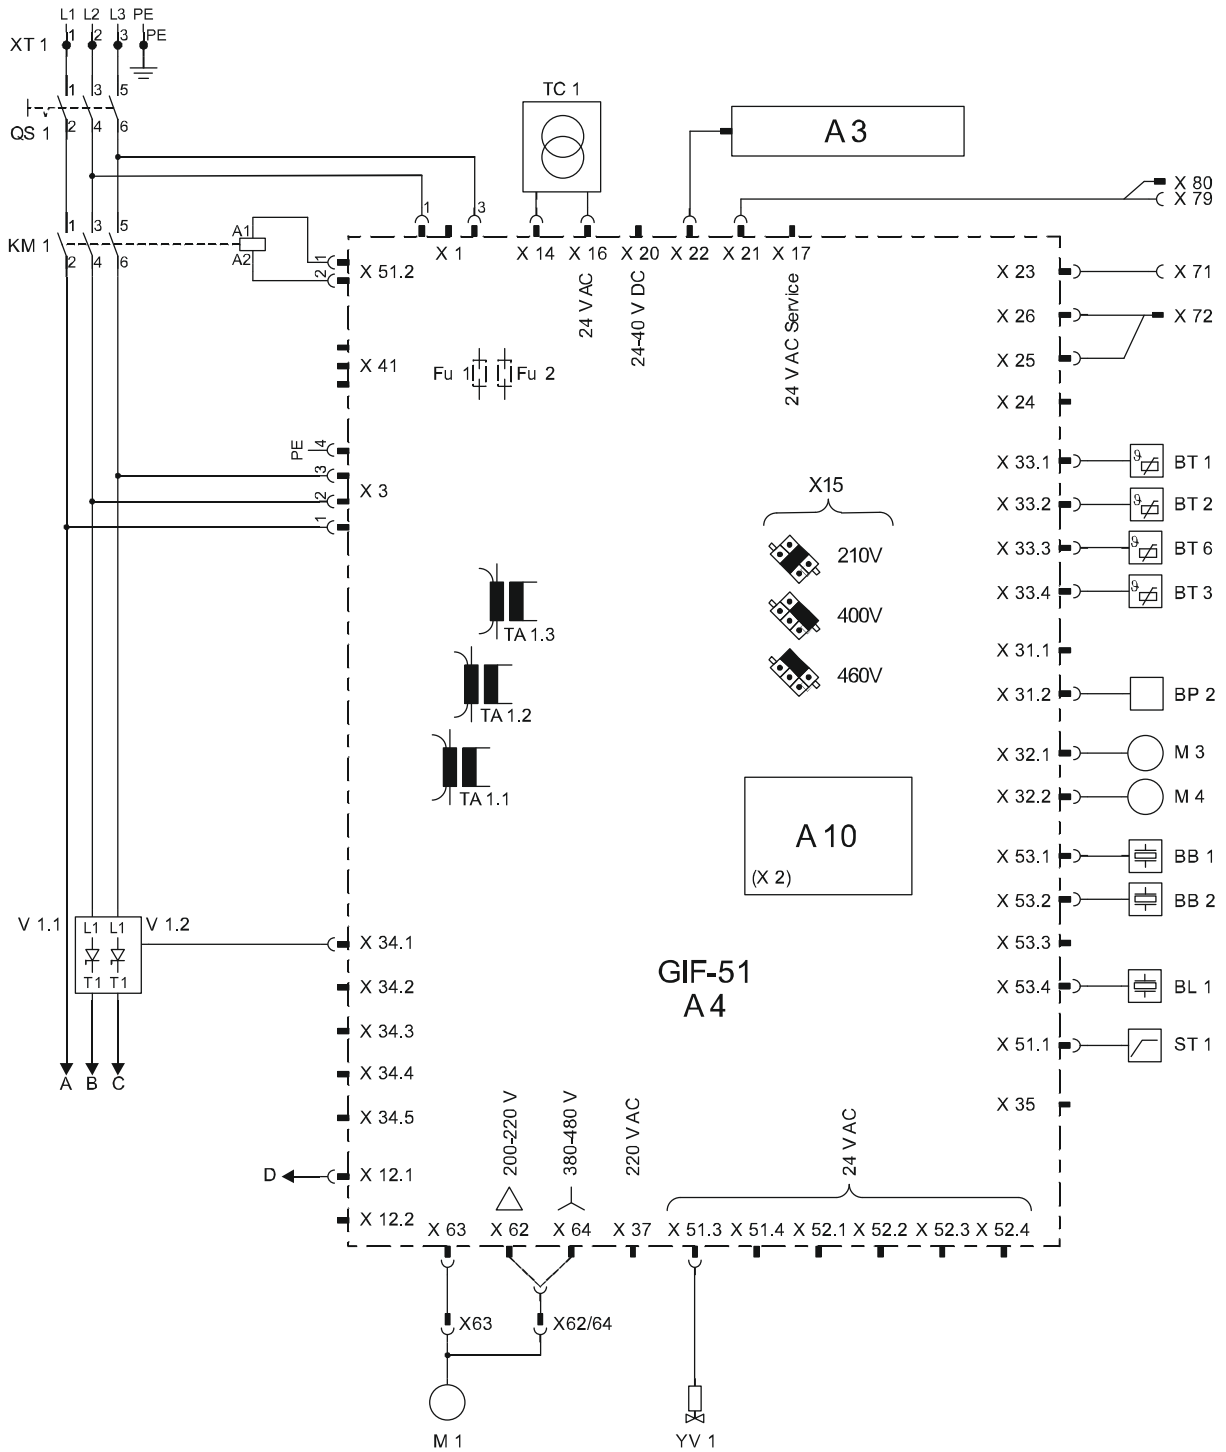 L1 L2 L3 PE
XT 1 1 2 3 PE
1 3 5
QS 1 2 4 6
TC 1
A 3
X 80
X 79
1 3
1 3 5
KM 1 A1
2 4 6 A2
1
2 X 51.2
X 1 X 14 X 16 X 20 X 22 X 21 X 17
24 V AC
24-40 V DC
24 V AC Service
X 23 X 71
X 26 X 72
X 25
X 24
X 41
Fu 1 Fu 2
PE 4
3
2
1
X 3
X 33.1 ϑ BT 1
X 33.2 ϑ BT 2
X 33.3 ϑ BT 6
X 33.4 ϑ BT 3
X15
210V
400V
460V
TA 1.3
TA 1.2
TA 1.1
X 31.1
X 31.2 BP 2
X 32.1 M 3
X 32.2 M 4
A 10
(X 2)
X 53.1 BB 1
X 53.2 BB 2
X 53.3
X 53.4 BL 1
X 51.1 ST 1
X 35
V 1.1 L1 L1 V 1.2
T1 T1
X 34.1
X 34.2
X 34.3
X 34.4
X 34.5
GIF-51
A 4
A B C
D X 12.1
X 12.2
200-220 V
380-480 V
220 V AC
24 V AC
X 63 X 62 X 64 X 37 X 51.3 X 51.4 X 52.1 X 52.2 X 52.3 X 52.4
X63 X62/64
M 1 YV 1